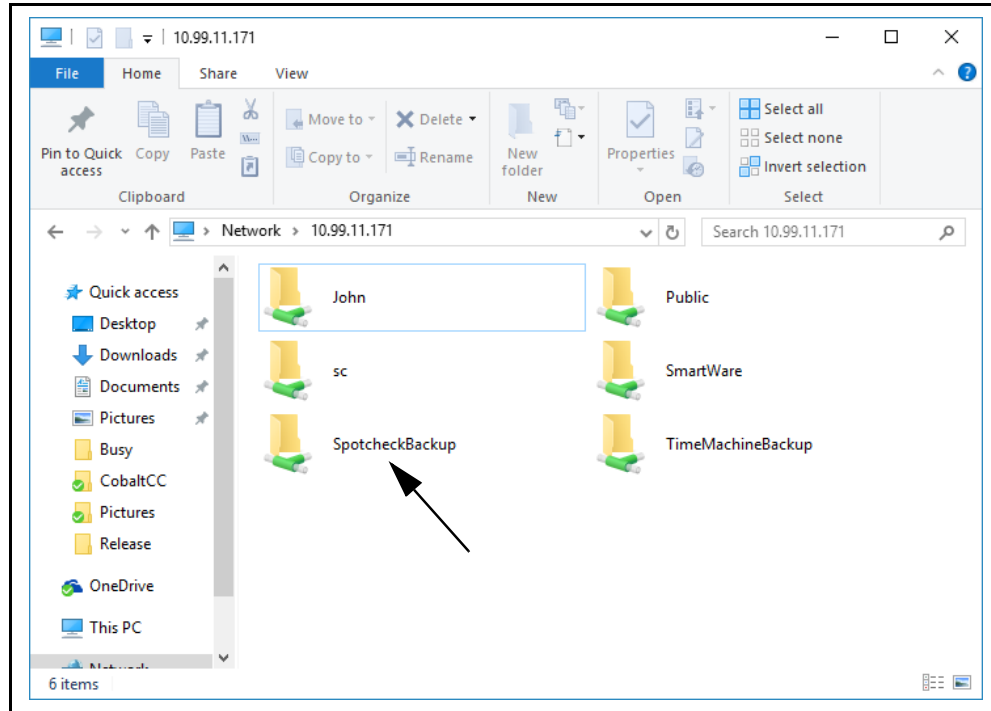 10.99.11.171
File Home Share View
Pin to Quick access Copy Paste
Move to Delete
Copy to Rename
New folder
Properties
Select all
Select none
Invert selection
Clipboard Organize New Open Select
Network > 10.99.11.171
Search 10.99.11.171
Quick access
Desktop
Downloads
Documents
Pictures
Busy
CobaltCC
Pictures
Release
OneDrive
This PC
Network
John
Public
sc
SmartWare
SpotcheckBackup
TimeMachineBackup
6 items